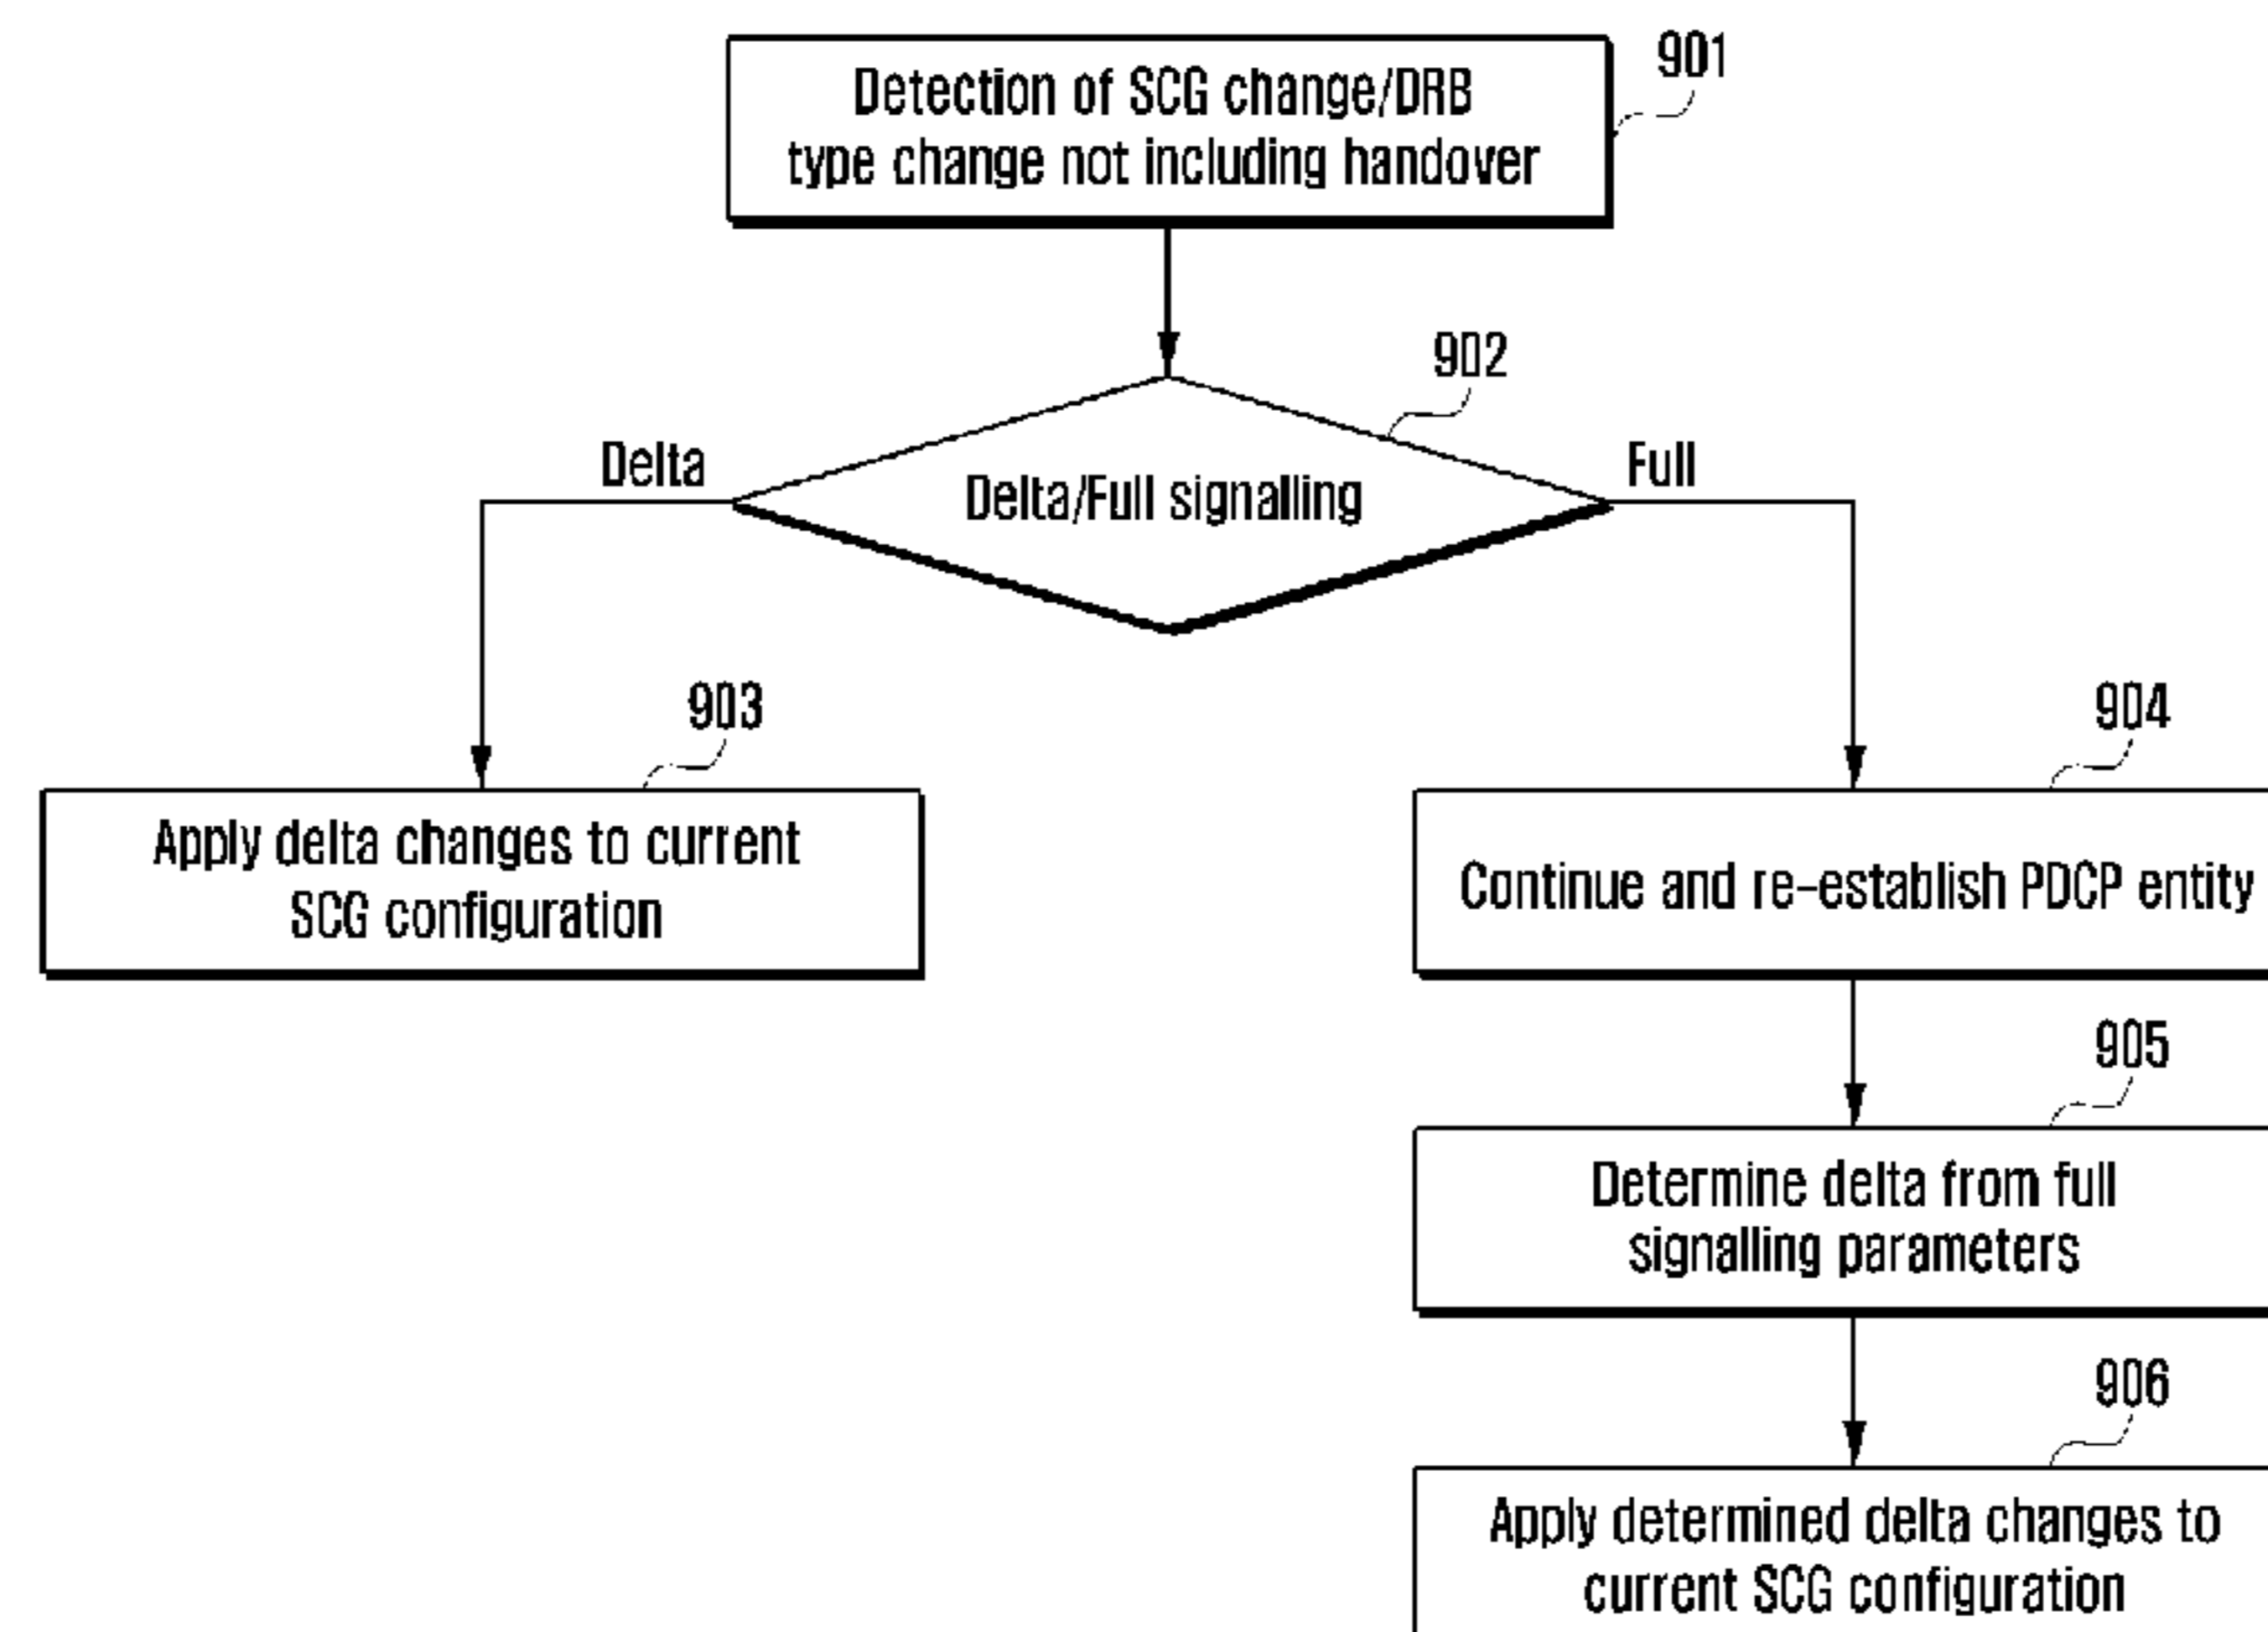 Detection of SCG change/DRB
type change not including handover
901
902
Delta
Delta/Full signalling
Full
903
Apply delta changes to current
SCG configuration
904
Continue and re-establish PDCP entity
905
Determine delta from full
signalling parameters
906
Apply determined delta changes to
current SCG configuration